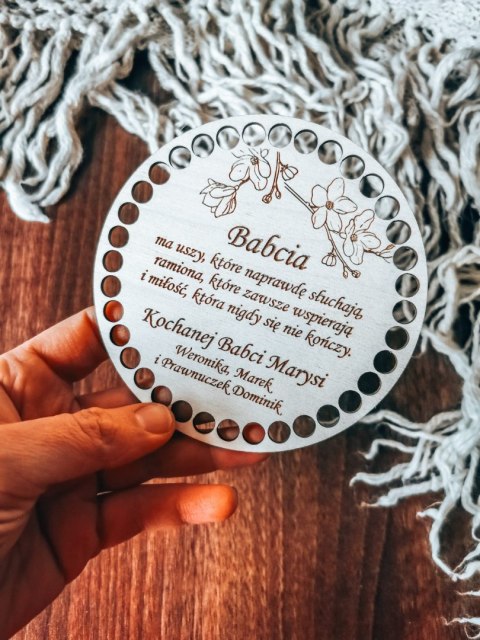 Babcia
ma uszy, które naprawdę słuchają,
ramiona, które zawsze wspierają
i miłość, która nigdy się nie kończy.
Kochanej Babci Marysi
Weronika, Marek
i Prawnuczek Dominik